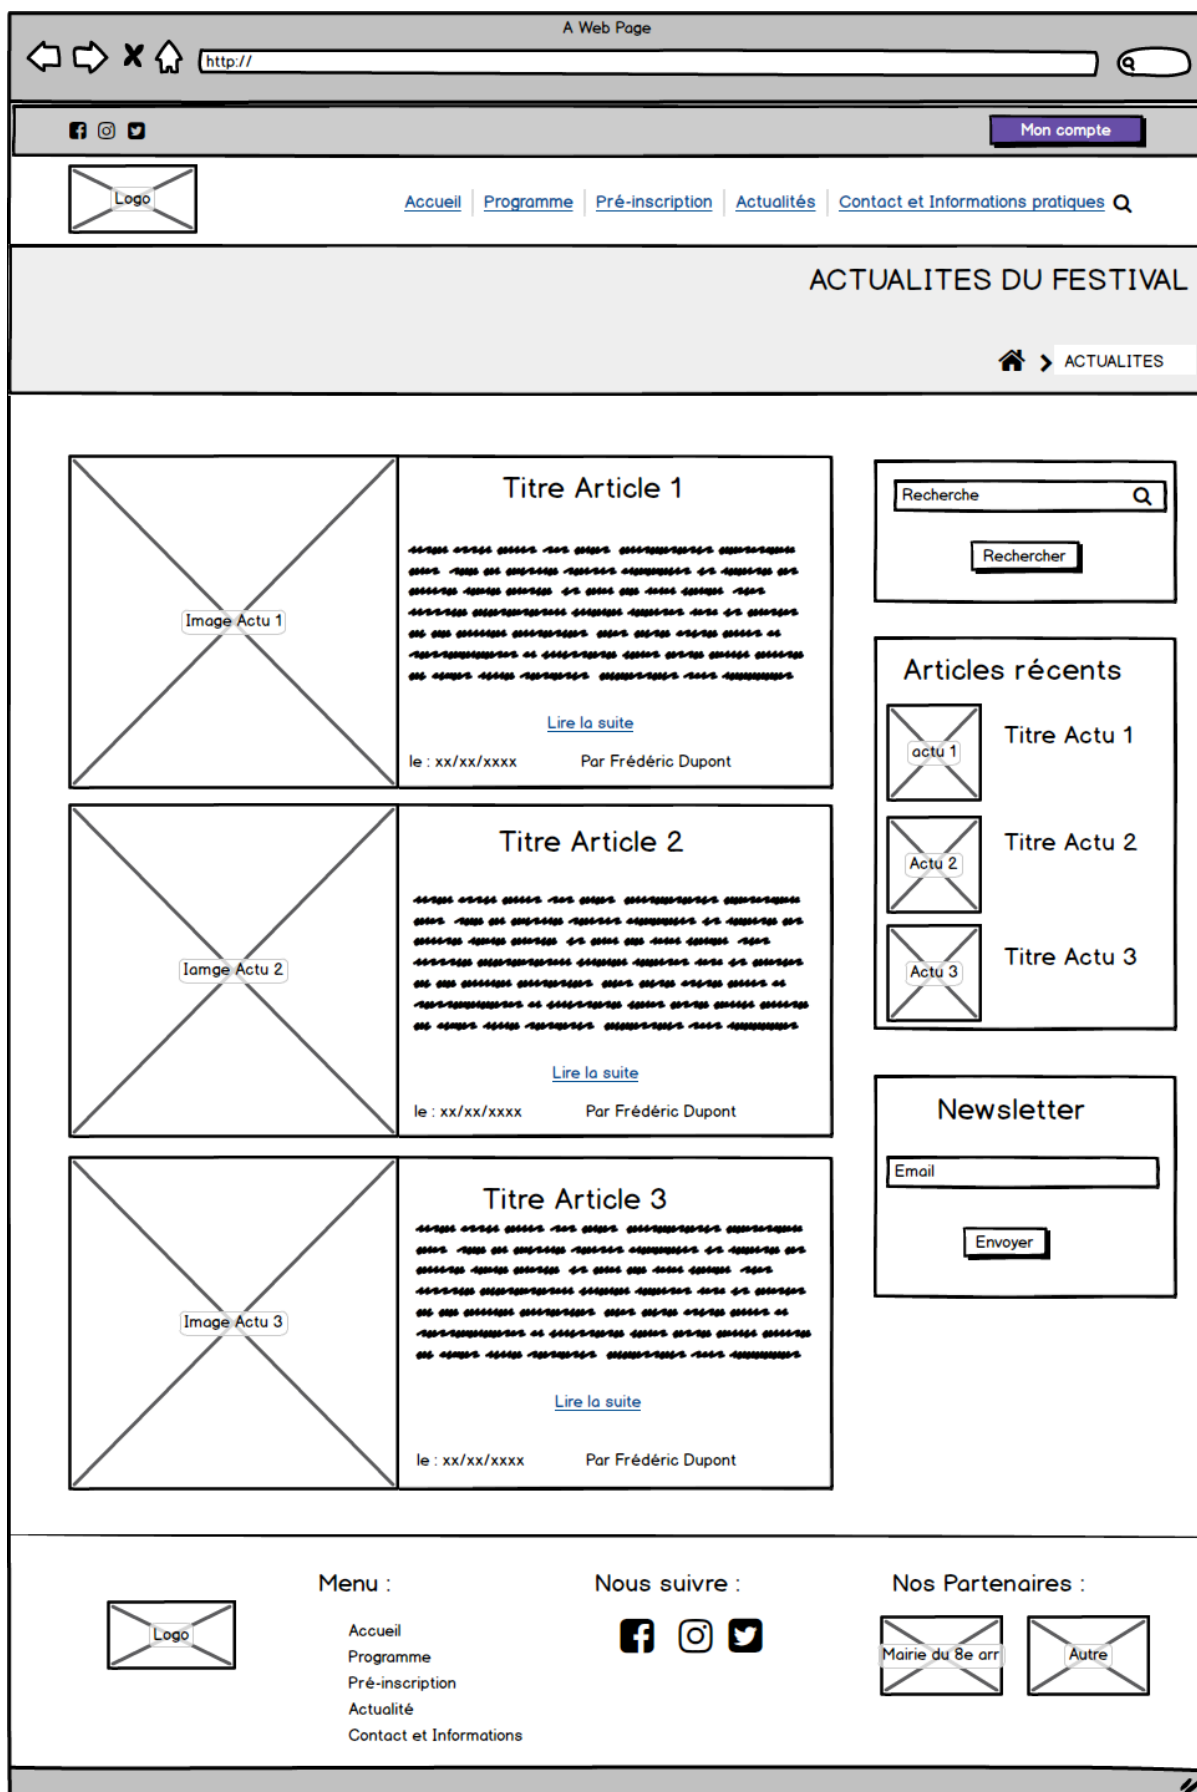 A Web Page
http://
Mon compte
Logo
Accueil Programme Pré-inscription Actualités Contact et Informations pratiques
ACTUALITES DU FESTIVAL
ACTUALITES
Image Actu 1
Titre Article 1
Lire la suite
le : xx/xx/xxxx Par Frédéric Dupont
Iamge Actu 2
Titre Article 2
Lire la suite
le : xx/xx/xxxx Par Frédéric Dupont
Image Actu 3
Titre Article 3
Lire la suite
le : xx/xx/xxxx Par Frédéric Dupont
Recherche
Rechercher
Articles récents
actu 1
Titre Actu 1
Actu 2
Titre Actu 2
Actu 3
Titre Actu 3
Newsletter
Email
Envoyer
Logo
Menu :
Accueil
Programme
Pré-inscription
Actualité
Contact et Informations
Nous suivre :
Nos Partenaires :
Mairie du 8e arr
Autre